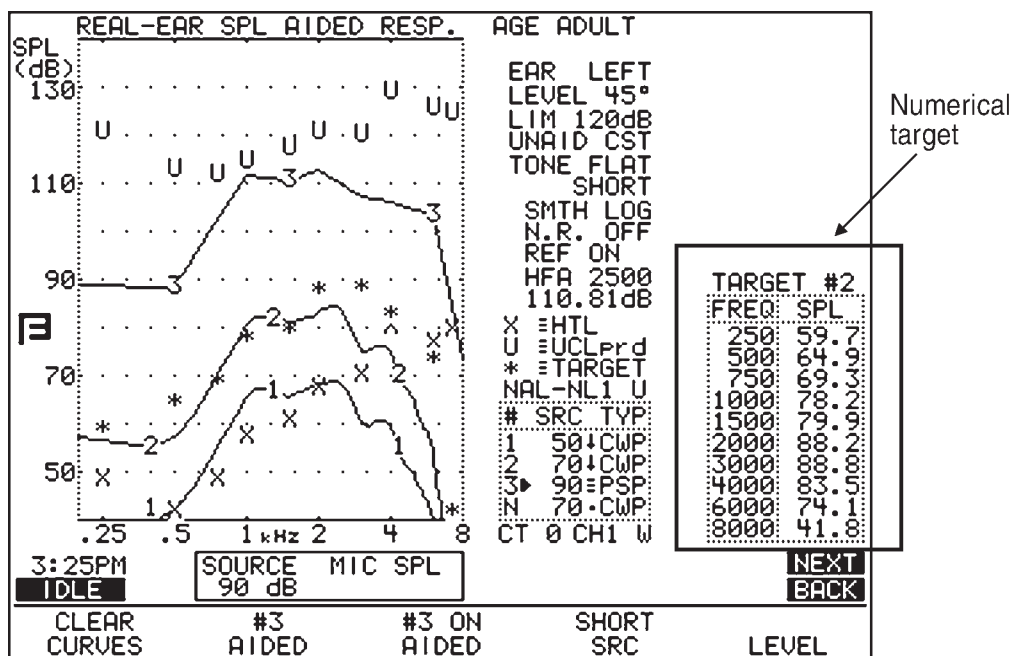 REAL-EAR SPL AIDED RESP.
AGE ADULT
SPL
(dB)
130
110
90
70
50
.25 .5 1 kHz 2 4 8
EAR LEFT
LEVEL 45°
LIM 120dB
UNAID CST
TONE FLAT
SHORT
SMTH LOG
N.R. OFF
REF ON
HFA 2500
110.81dB
X ≡HTL
U ≡UCLprd
* ≡TARGET
NAL-NL1 U
# SRC TYP
1 50↓CWP
2 70↓CWP
3▶ 90≡PSP
N 70·CWP
CT 0 CH1 W
Numerical
target
TARGET #2
FREQ SPL
250 59.7
500 64.9
750 69.3
1000 78.2
1500 79.9
2000 88.2
3000 88.8
4000 83.5
6000 74.1
8000 41.8
3:25PM
IDLE
SOURCE MIC SPL
90 dB
NEXT
BACK
CLEAR
CURVES
#3
AIDED
#3 ON
AIDED
SHORT
SRC
LEVEL